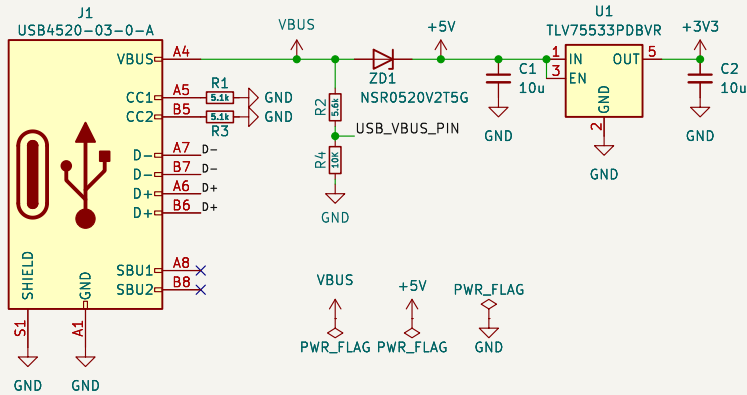 J1
USB4520-03-0-A
VBUS A4
CC1 A5
CC2 B5
D- A7 D-
D- B7 D-
D+ A6 D+
D+ B6 D+
SBU1 A8
SBU2 B8
SHIELD
GND
S1
A1
GND
GND
R1
5.1k
GND
5.1k
GND
R3
VBUS
R2
5.6k
USB_VBUS_PIN
R4
10K
GND
ZD1
NSR0520V2T5G
+5V
C1
10u
GND
U1
TLV75533PDBVR
1 IN
3 EN
OUT 5
GND
2
GND
+3V3
C2
10u
GND
VBUS
PWR_FLAG
+5V
PWR_FLAG
PWR_FLAG
GND